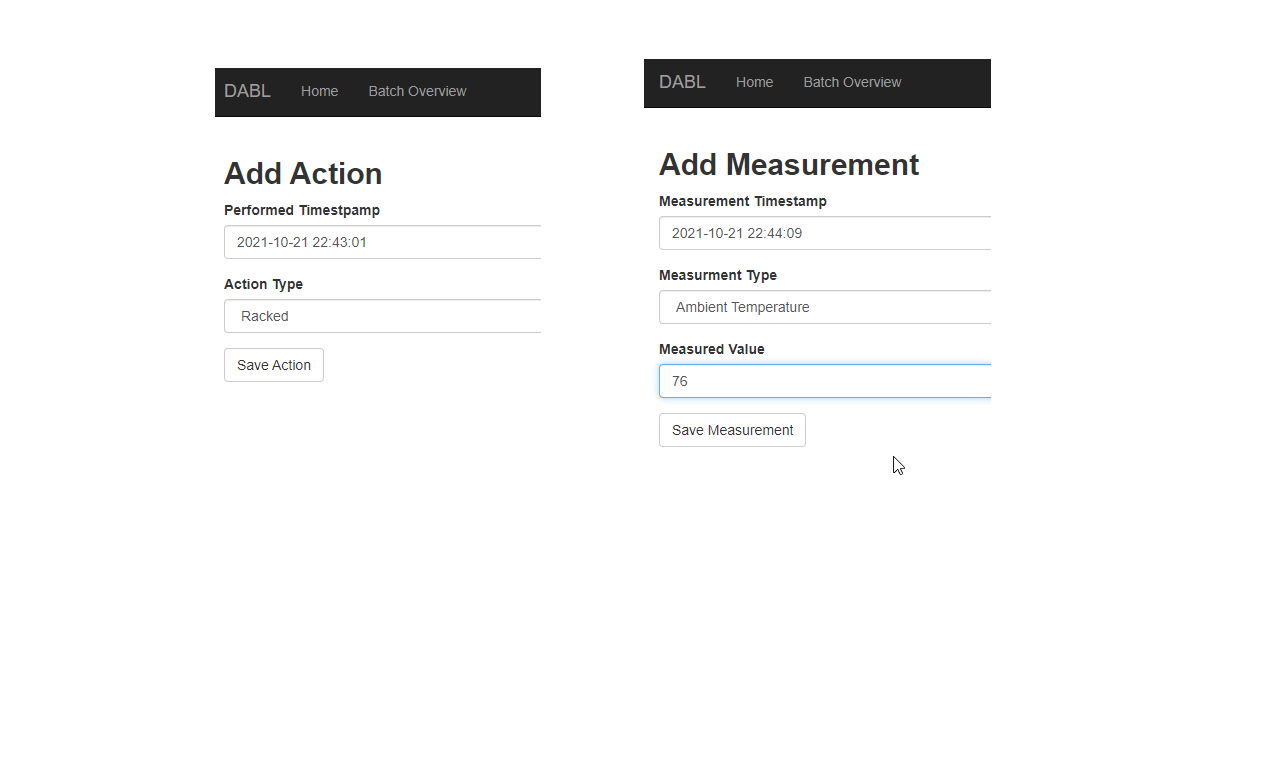 DABL Home Batch Overview
Add Action
Performed Timestpamp
2021-10-21 22:43:01
Action Type
Racked
Save Action
DABL Home Batch Overview
Add Measurement
Measurement Timestamp
2021-10-21 22:44:09
Measurment Type
Ambient Temperature
Measured Value
76
Save Measurement